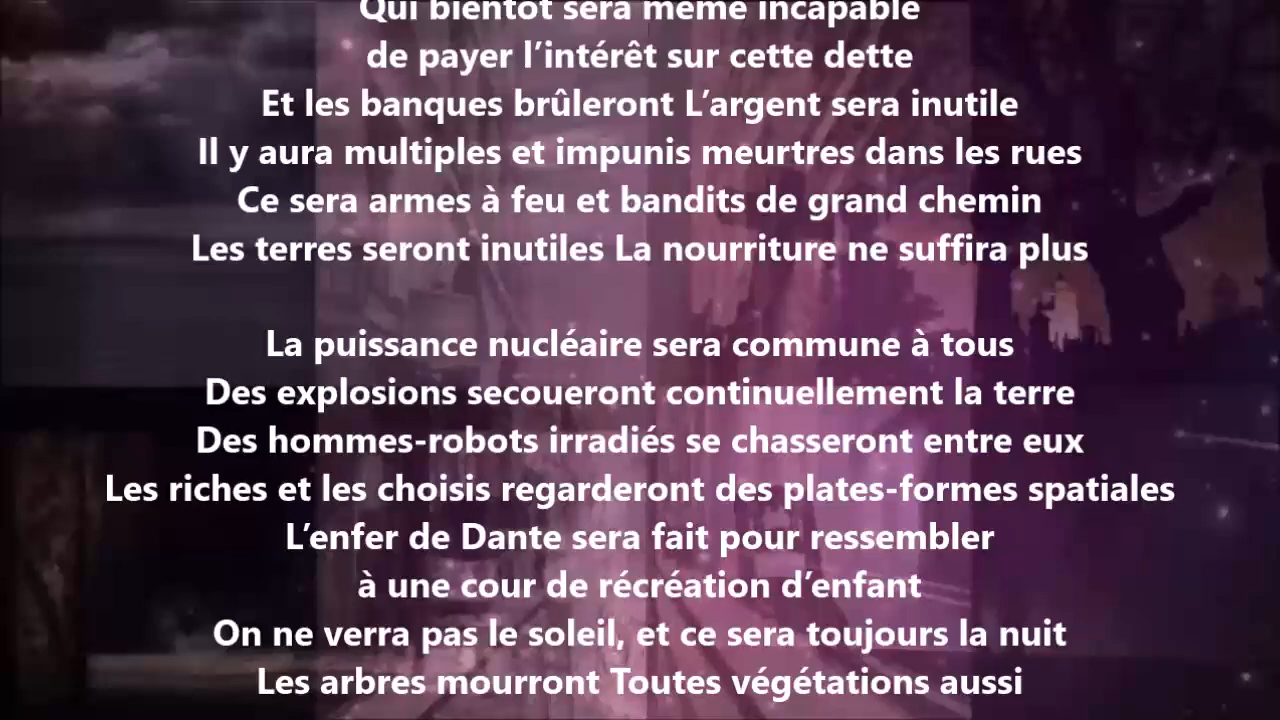 Qui bientôt sera même incapable
de payer l’intérêt sur cette dette
Et les banques brûleront L’argent sera inutile
Il y aura multiples et impunis meurtres dans les rues
Ce sera armes à feu et bandits de grand chemin
Les terres seront inutiles La nourriture ne suffira plus
La puissance nucléaire sera commune à tous
Des explosions secoueront continuellement la terre
Des hommes-robots irradiés se chasseront entre eux
Les riches et les choisis regarderont des plates-formes spatiales
L’enfer de Dante sera fait pour ressembler
à une cour de récréation d’enfant
On ne verra pas le soleil, et ce sera toujours la nuit
Les arbres mourront Toutes végétations aussi